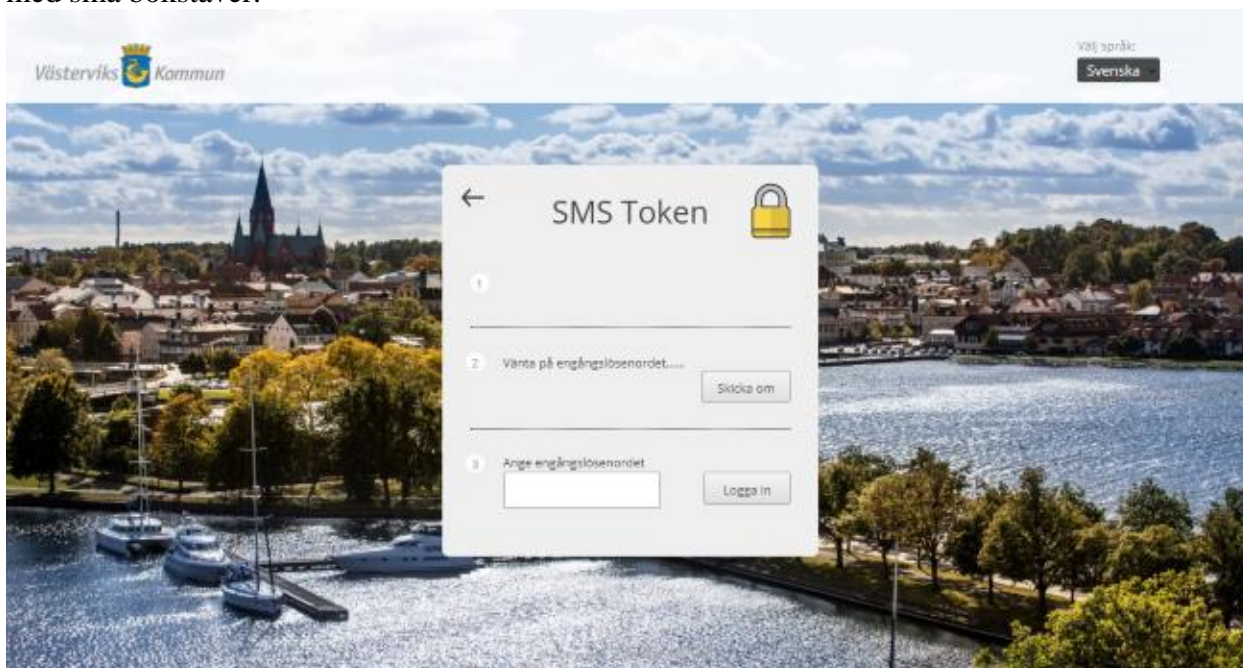 med små bokstäver.
Västerviks Kommun
Välj språk:
Svenska
SMS Token
1
2 Vänta på engångslösenordet.....
Skicka om
3 Ange engångslösenordet
Logga in